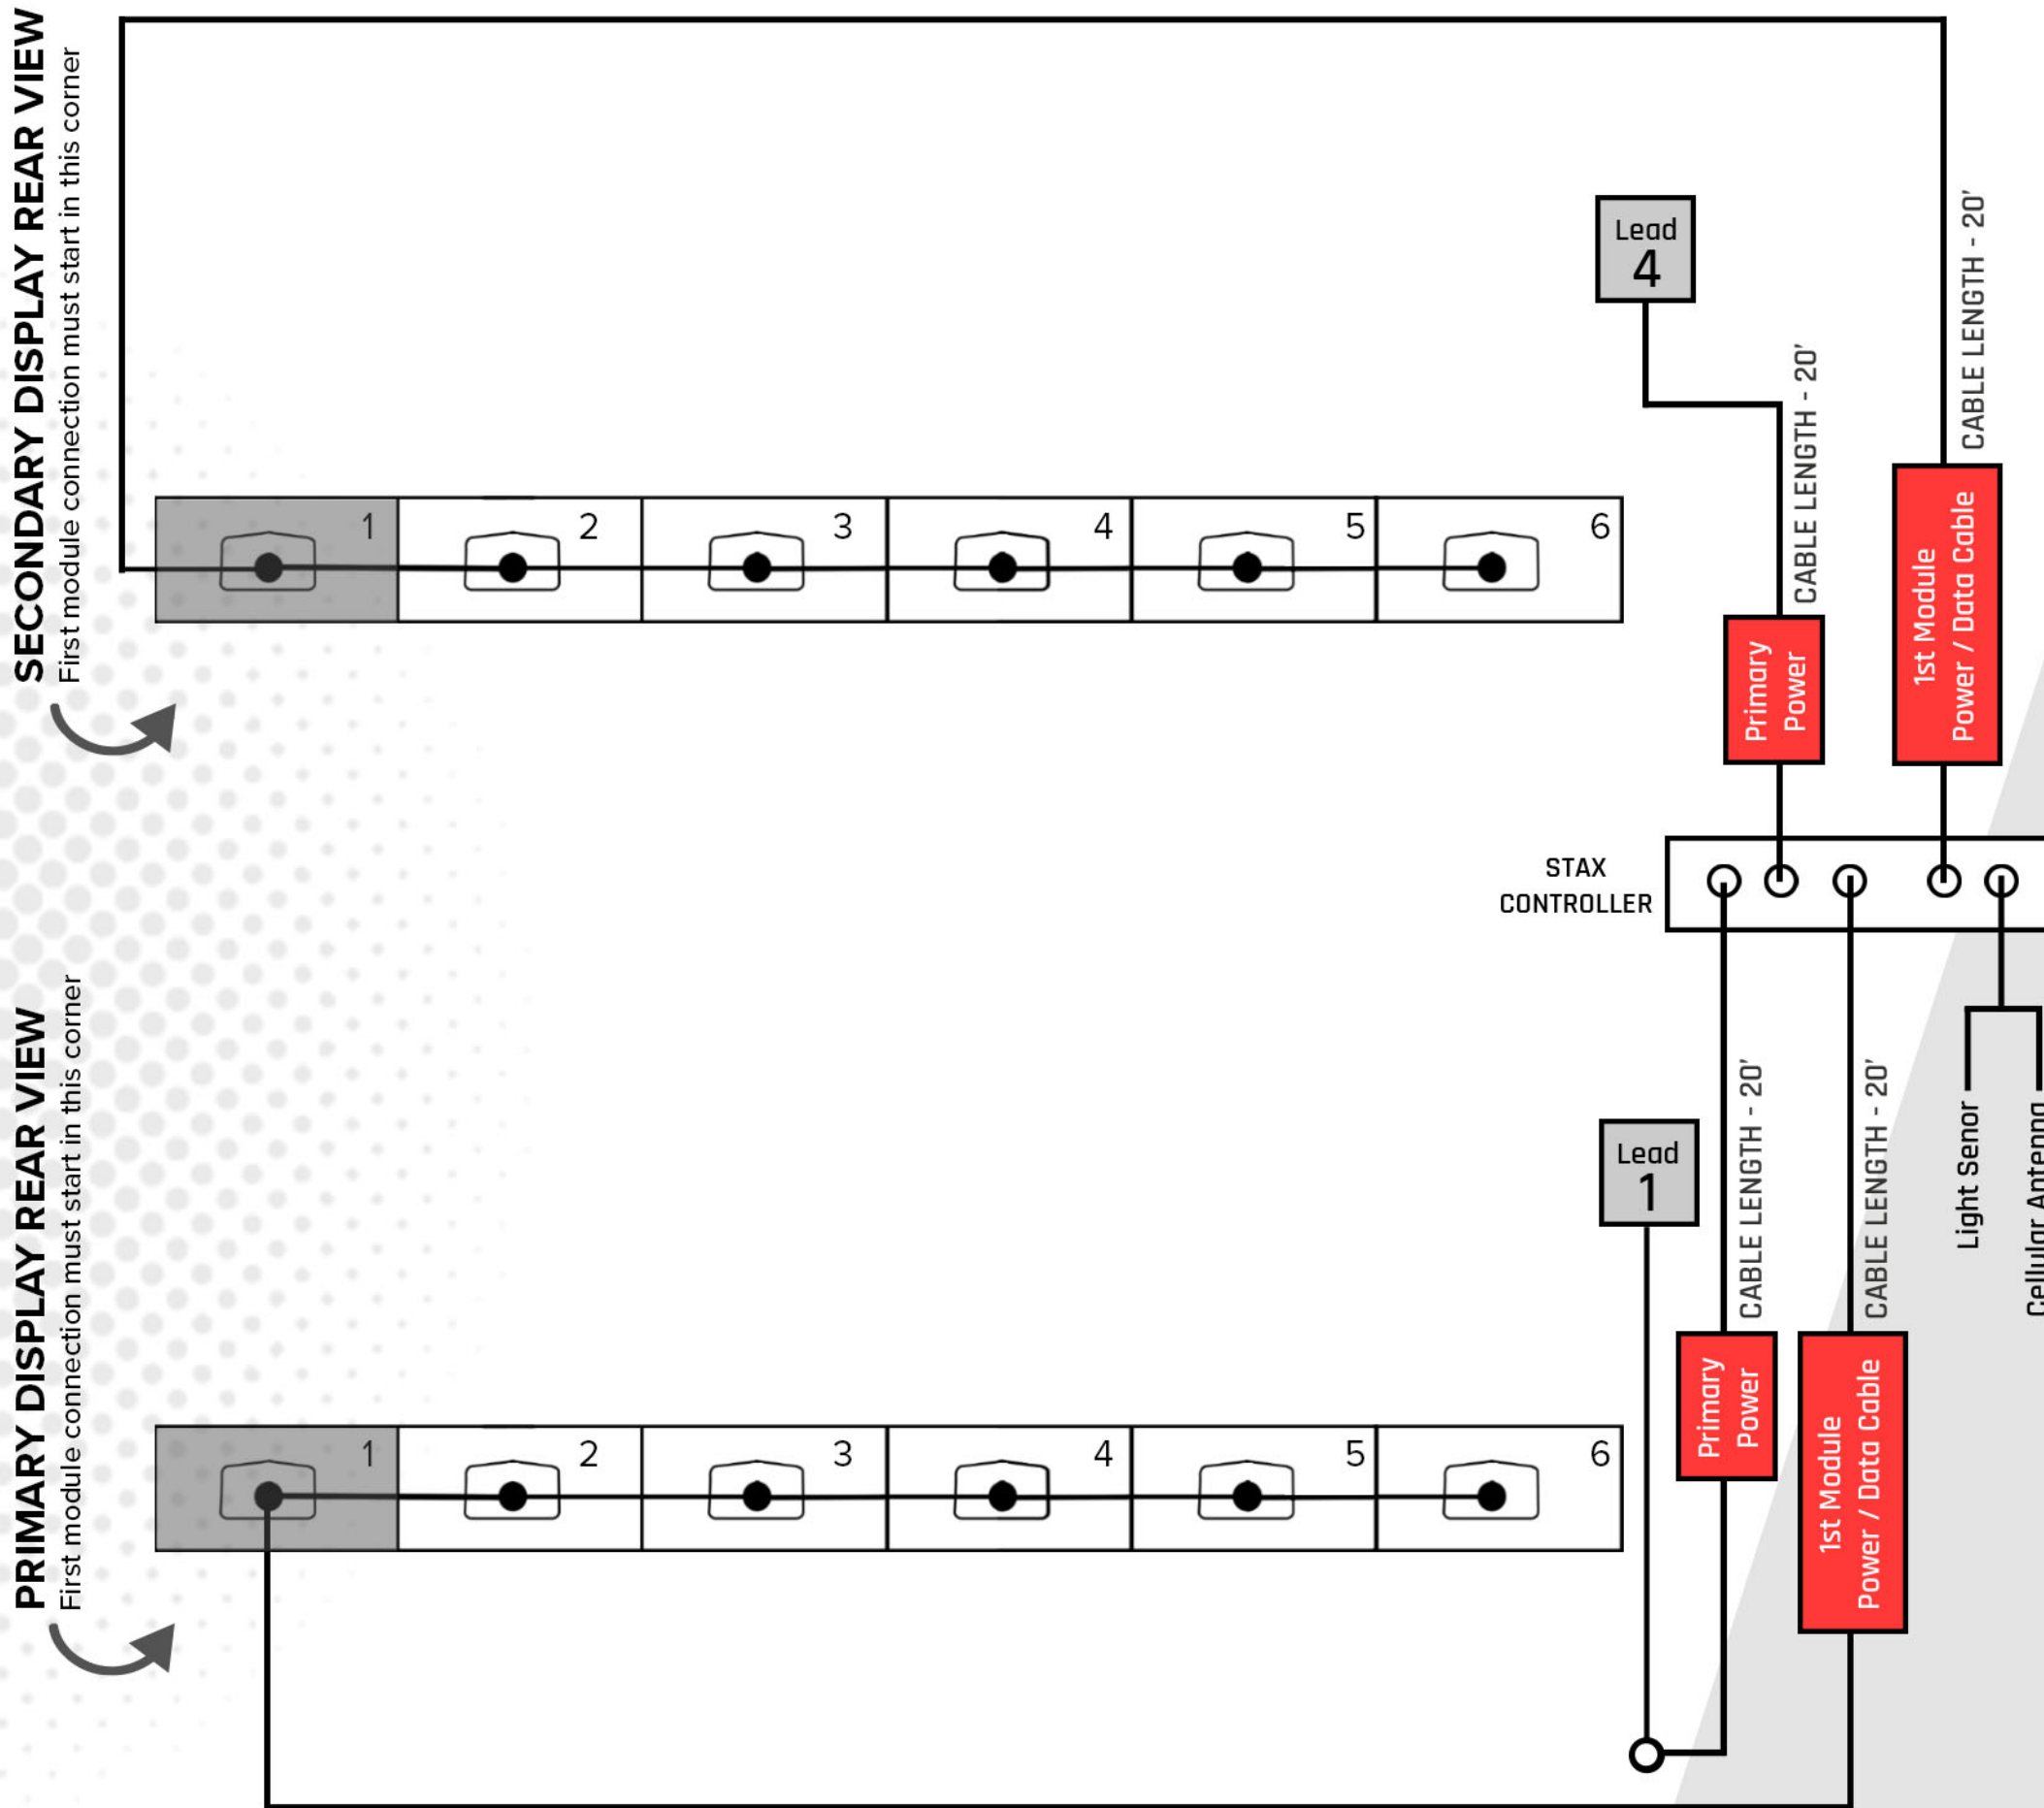 SECONDARY DISPLAY REAR VIEW
First module connection must start in this corner
1
2
3
4
5
6
Lead
4
CABLE LENGTH - 20'
Primary
Power
CABLE LENGTH - 20'
1st Module
Power / Data Cable
STAX
CONTROLLER
PRIMARY DISPLAY REAR VIEW
First module connection must start in this corner
1
2
3
4
5
6
Lead
1
CABLE LENGTH - 20'
Primary
Power
CABLE LENGTH - 20'
1st Module
Power / Data Cable
Light Senor
Cellular Antenna